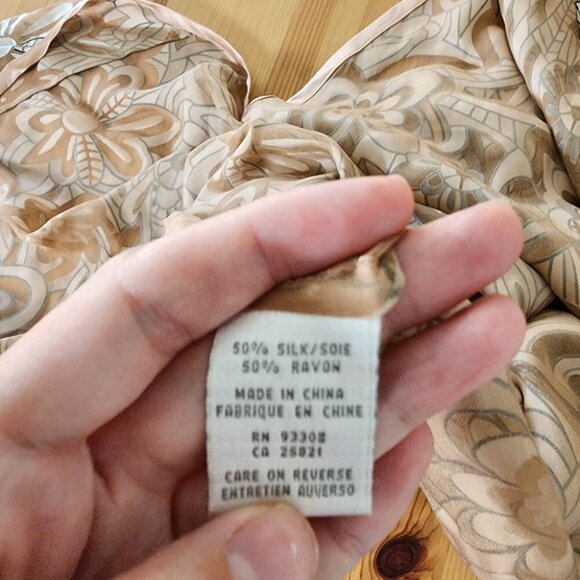 50% SILK/SOIE
50% RAYON
MADE IN CHINA
FABRIQUE EN CHINE
RN 93308
CA 25821
CARE ON REVERSE
ENTRETIEN AUVERSO